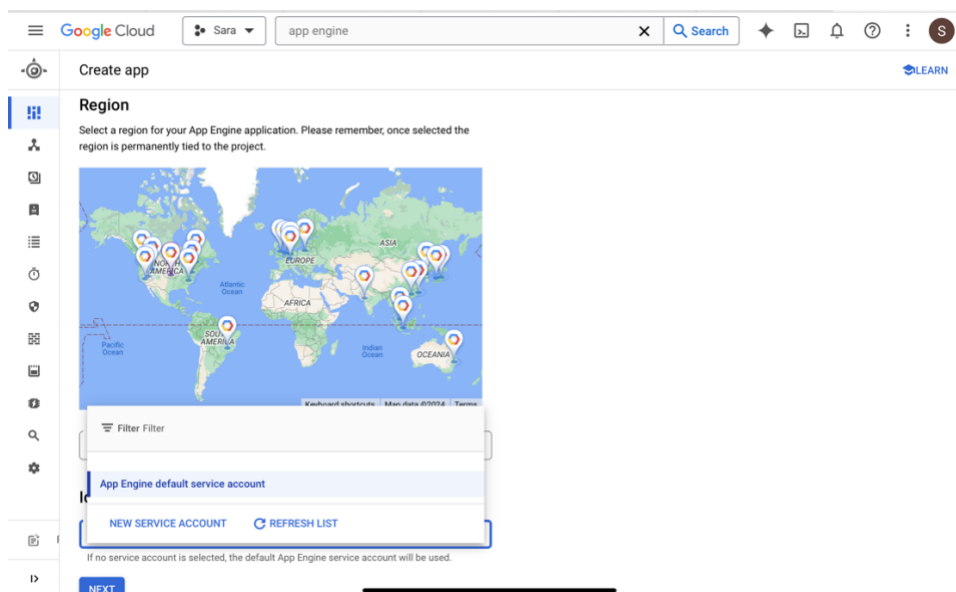 Google Cloud
Sara
app engine
Search
S
Create app
LEARN
Region
Select a region for your App Engine application. Please remember, once selected the
region is permanently tied to the project.
NORTH
AMERICA
EUROPE
ASIA
Atlantic
Ocean
AFRICA
SOUTH
AMERICA
Pacific
Ocean
Indian
Ocean
OCEANIA
Keyboard shortcuts
Map data ©2024
Terms
Filter Filter
App Engine default service account
NEW SERVICE ACCOUNT
REFRESH LIST
If no service account is selected, the default App Engine service account will be used.
NEXT